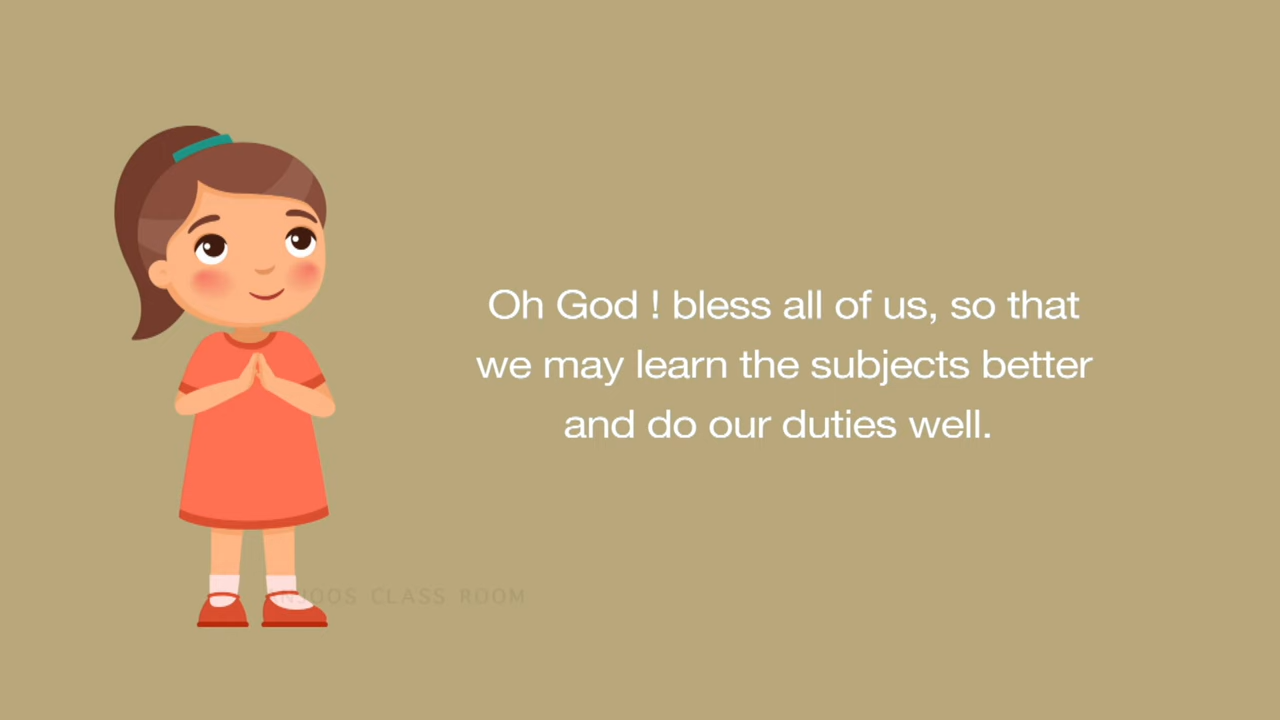 Oh God ! bless all of us, so that
we may learn the subjects better
and do our duties well.
CLASS ROOM